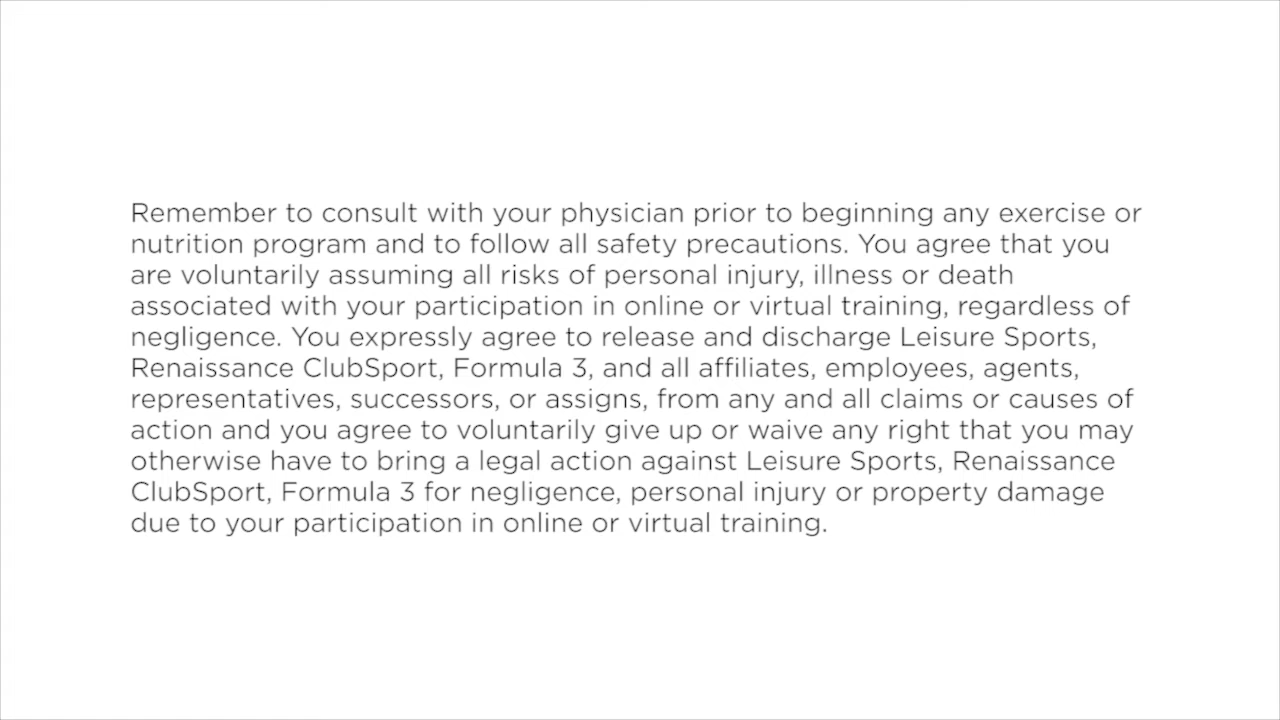 Remember to consult with your physician prior to beginning any exercise or
nutrition program and to follow all safety precautions. You agree that you
are voluntarily assuming all risks of personal injury, illness or death
associated with your participation in online or virtual training, regardless of
negligence. You expressly agree to release and discharge Leisure Sports,
Renaissance ClubSport, Formula 3, and all affiliates, employees, agents,
representatives, successors, or assigns, from any and all claims or causes of
action and you agree to voluntarily give up or waive any right that you may
otherwise have to bring a legal action against Leisure Sports, Renaissance
ClubSport, Formula 3 for negligence, personal injury or property damage
due to your participation in online or virtual training.